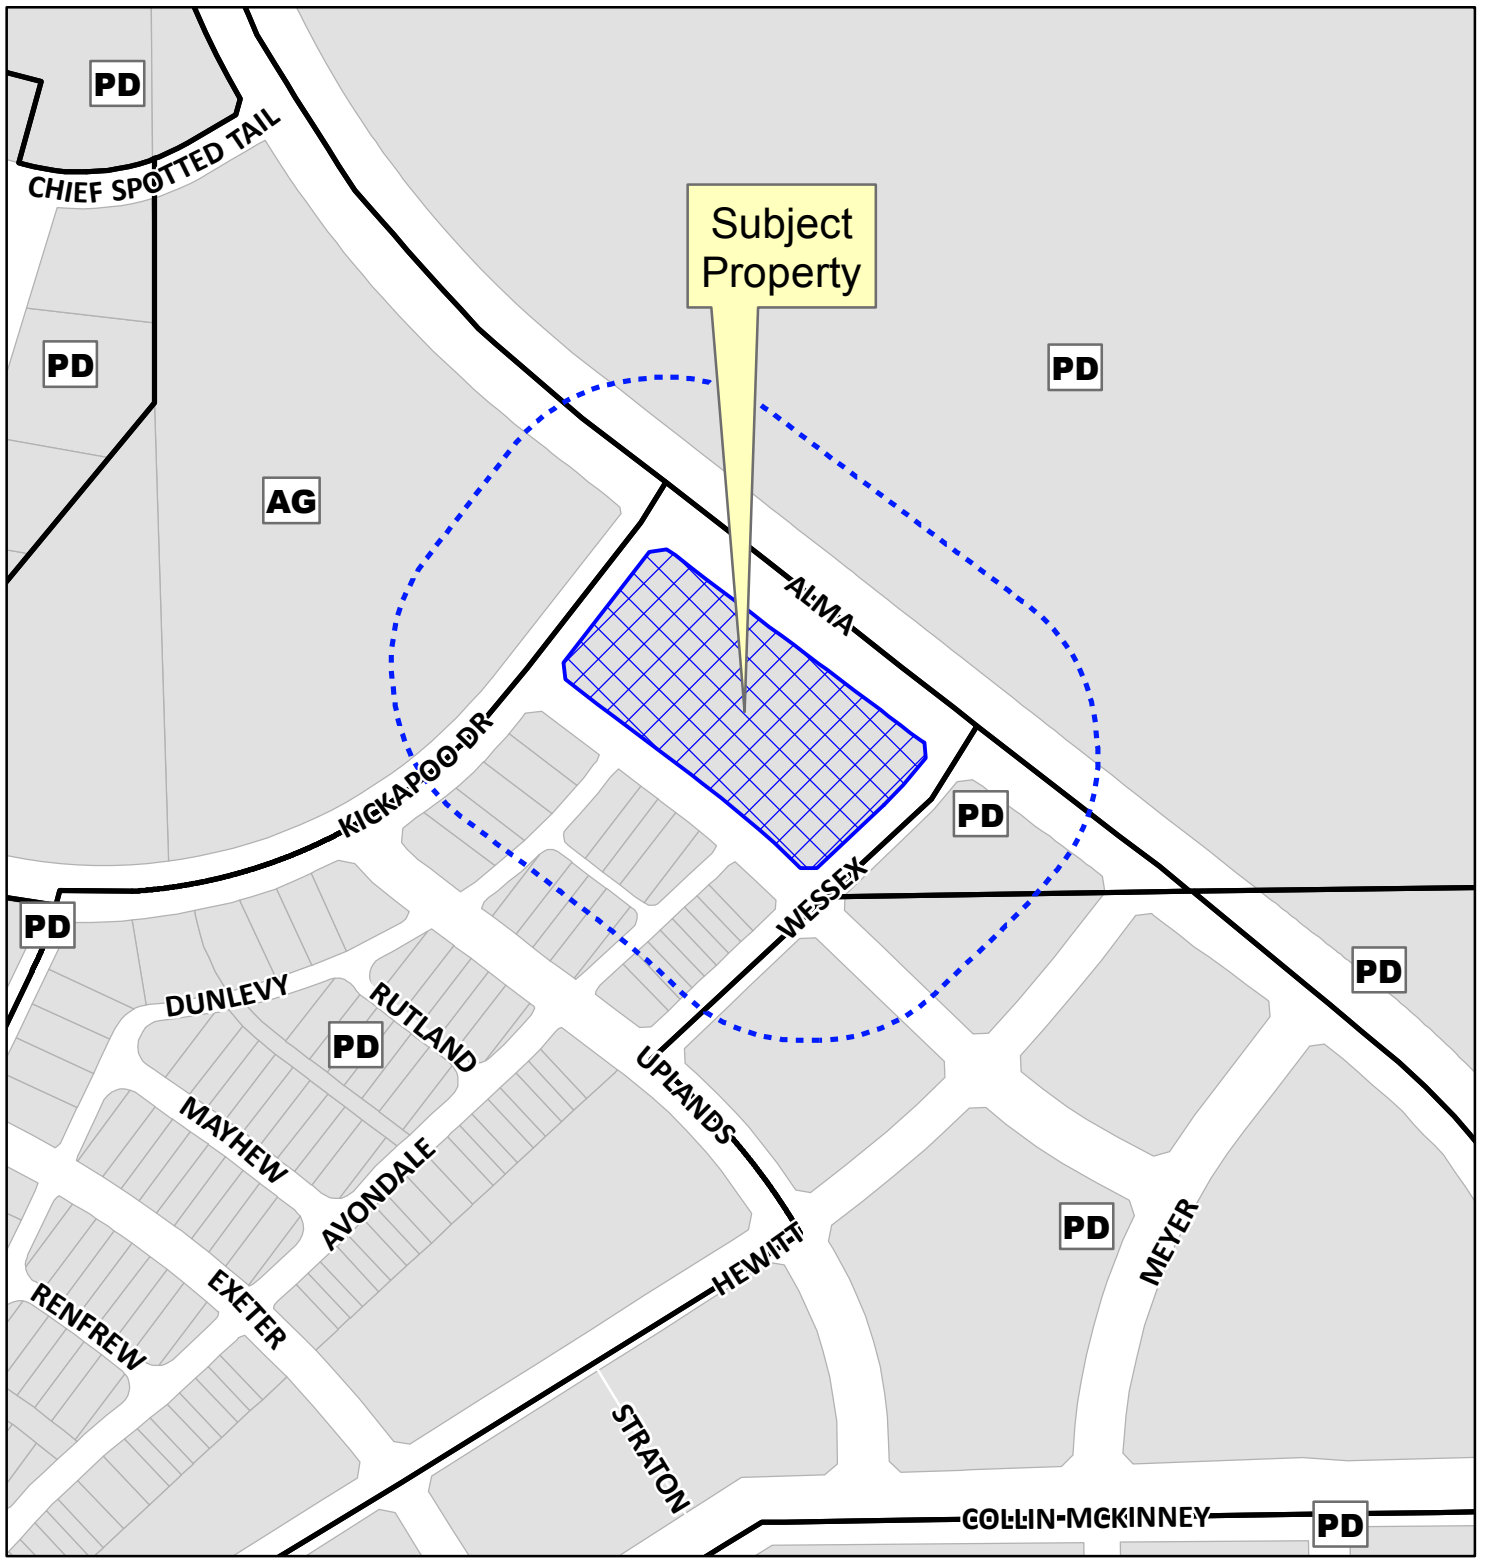 PD
CHIEF SPOTTED TAIL
Subject
Property
PD
PD
AG
ALMA
KICKAPOO DR
PD
WESSEX
PD
PD
DUNLEVY
RUTLAND
PD
UPLANDS
MAYHEW
AVONDALE
PD
MEYER
HEWITT
EXETER
RENFREW
STRATON
COLLIN-MCKINNEY
PD